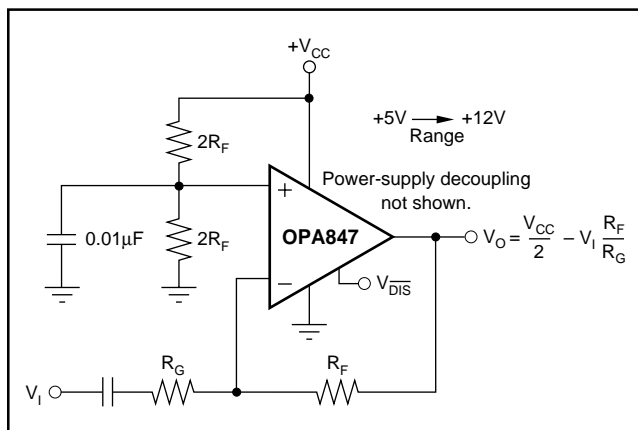 +V_CC
+5V → +12V
Range
2R_F
Power-supply decoupling
not shown.
+
OPA847
0.01µF
2R_F
V_O = V_CC/2 – V_I R_F/R_G
−
V_D̅I̅S̅
R_G
R_F
V_I